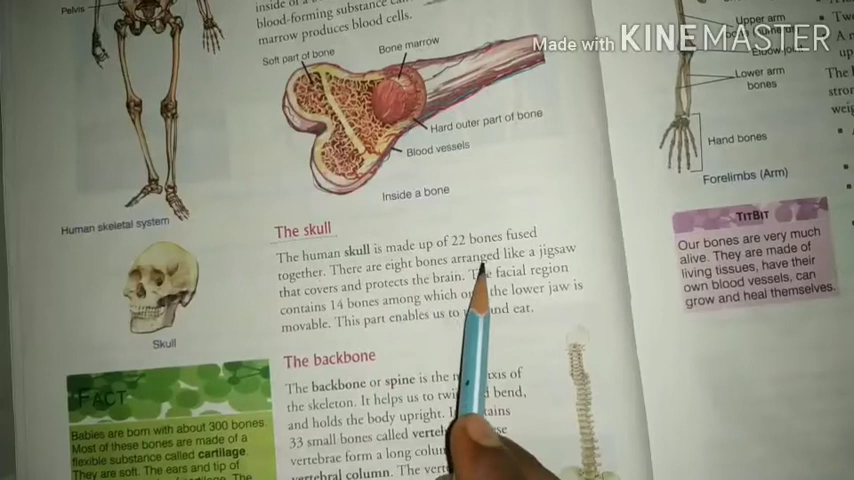 Pelvis
inside of a
blood-forming substance
marrow produces blood cells.
Soft part of bone
Bone marrow
Hard outer part of bone
Blood vessels
Inside a bone
Human skeletal system
The skull
The human skull is made up of 22 bones fused
together. There are eight bones arranged like a jigsaw
that covers and protects the brain. The facial region
contains 14 bones among which the lower jaw is
movable. This part enables us to and eat.
Skull
The backbone
The backbone or spine is the of
the skeleton. It helps us to bend,
and holds the body upright.
33 small bones called
vertebrae form a long
vertebral column. The
FACT
Babies are born with about 300 bones.
Most of these bones are made of a
flexible substance called cartilage.
They are soft. The ears and tip of
Made with KINEMASTER
Upper arm
Elbow joint
Lower arm
bones
Hand bones
Forelimbs (Arm)
TITBIT
Our bones are very much
alive. They are made of
living tissues, have their
own blood vessels, can
grow and heal themselves.